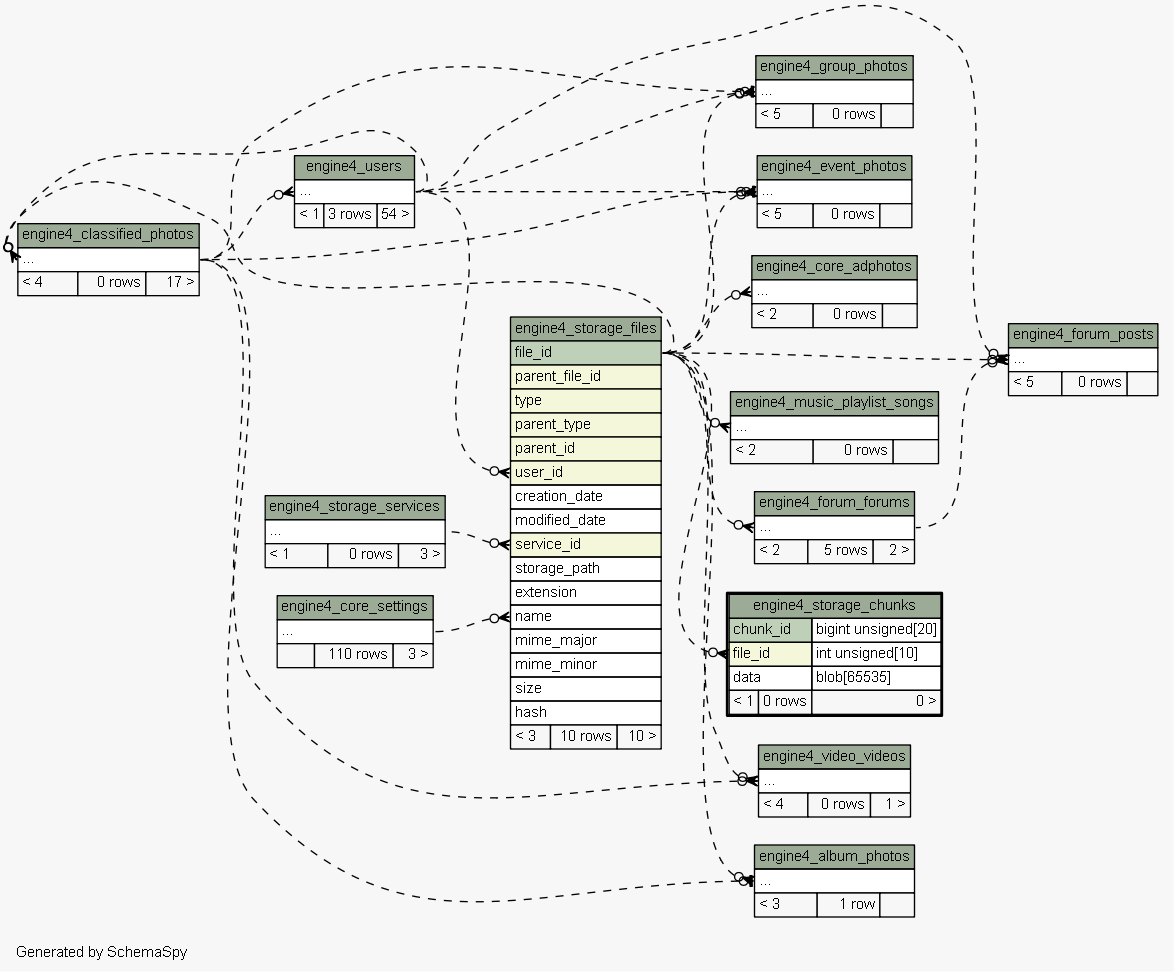 engine4_group_photos
...
< 5 0 rows
engine4_users
...
< 1 3 rows 54 >
engine4_event_photos
...
< 5 0 rows
engine4_classified_photos
...
< 4 0 rows 17 >
engine4_core_adphotos
...
< 2 0 rows
engine4_storage_files
file_id
parent_file_id
type
parent_type
parent_id
user_id
creation_date
modified_date
service_id
storage_path
extension
name
mime_major
mime_minor
size
hash
< 3 10 rows 10 >
engine4_forum_posts
...
< 5 0 rows
engine4_music_playlist_songs
...
< 2 0 rows
engine4_storage_services
...
< 1 0 rows 3 >
engine4_forum_forums
...
< 2 5 rows 2 >
engine4_core_settings
...
110 rows 3 >
engine4_storage_chunks
chunk_id bigint unsigned[20]
file_id int unsigned[10]
data blob[65535]
< 1 0 rows 0 >
engine4_video_videos
...
< 4 0 rows 1 >
engine4_album_photos
...
< 3 1 row
Generated by SchemaSpy